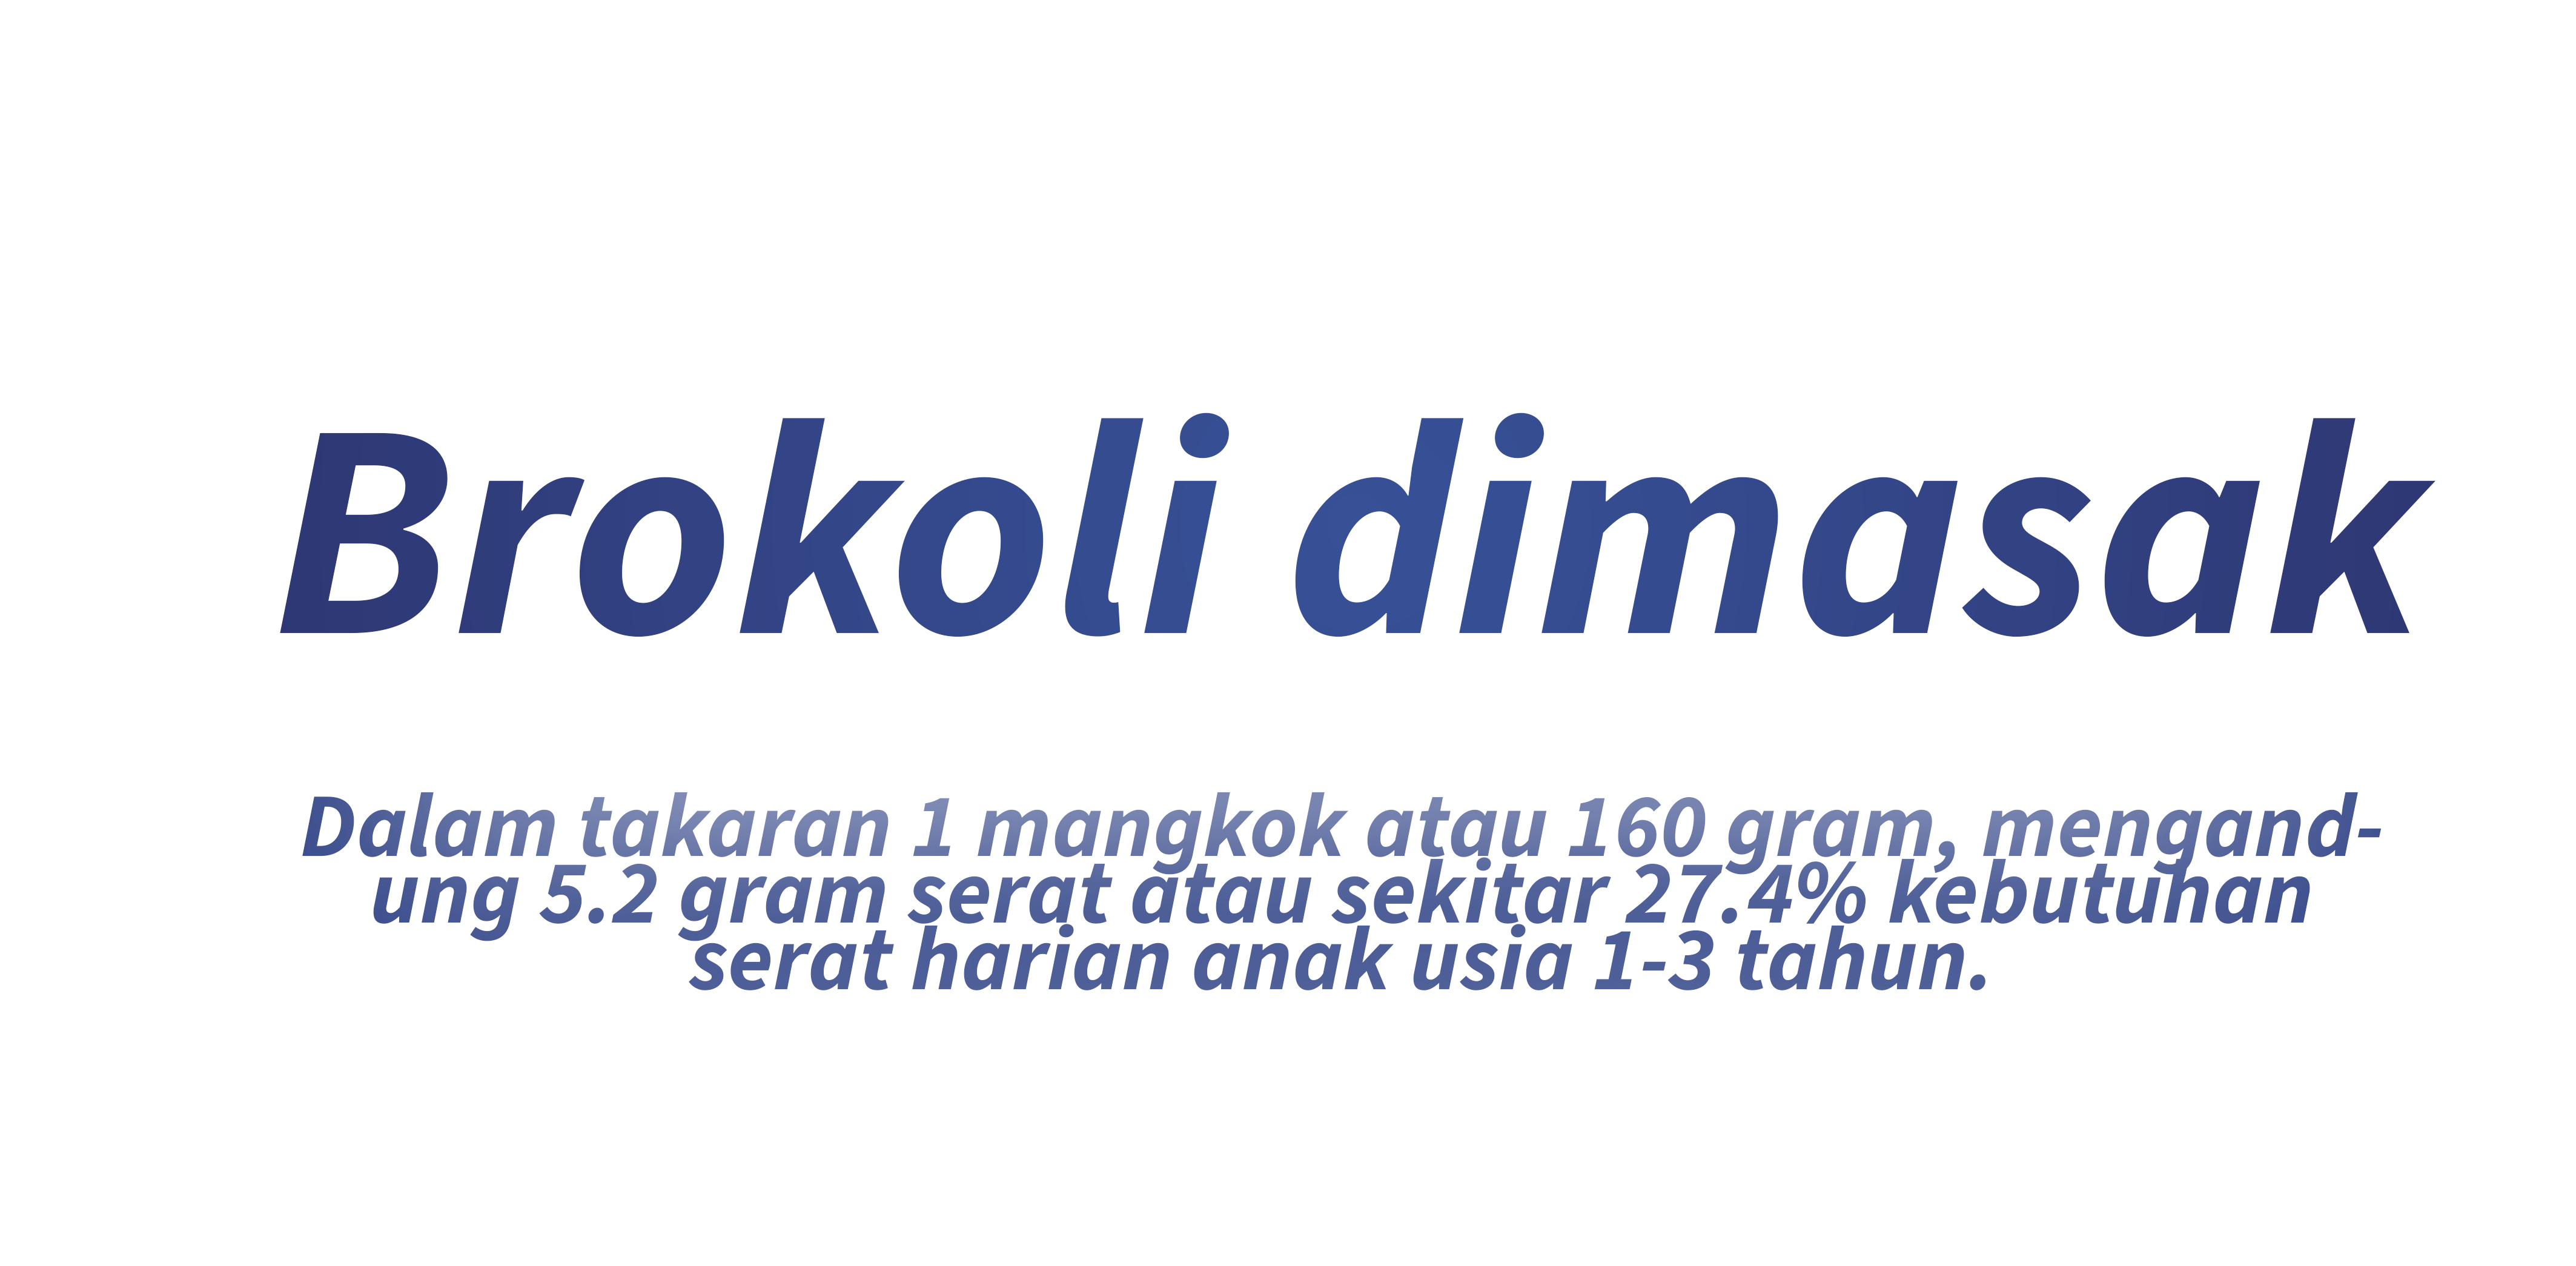 Brokoli dimasak
Dalam takaran 1 mangkok atau 160 gram, mengand-
ung 5.2 gram serat atau sekitar 27.4% kebutuhan
serat harian anak usia 1-3 tahun.